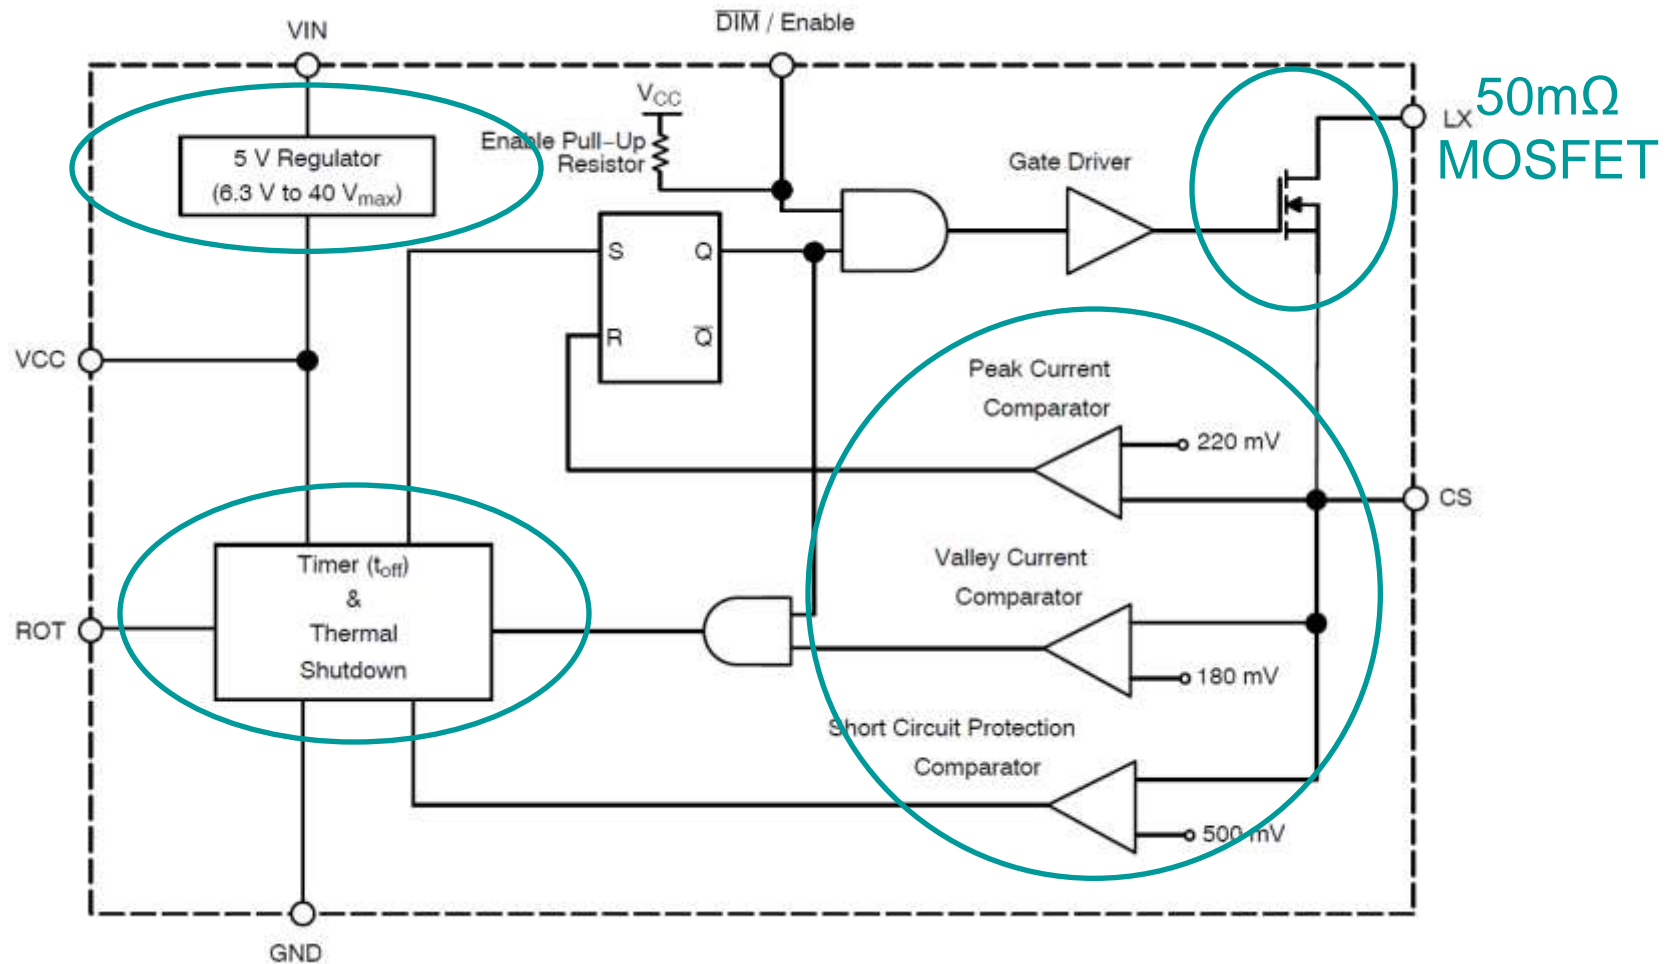 VIN
DIM / Enable
VCC
Enable Pull-Up
Resistor
5 V Regulator
(6.3 V to 40 Vmax)
Gate Driver
LX
50mΩ
MOSFET
S
Q
R
Q
VCC
Peak Current
Comparator
220 mV
CS
Valley Current
Comparator
180 mV
Timer (toff)
&
Thermal
Shutdown
ROT
Short Circuit Protection
Comparator
500 mV
GND